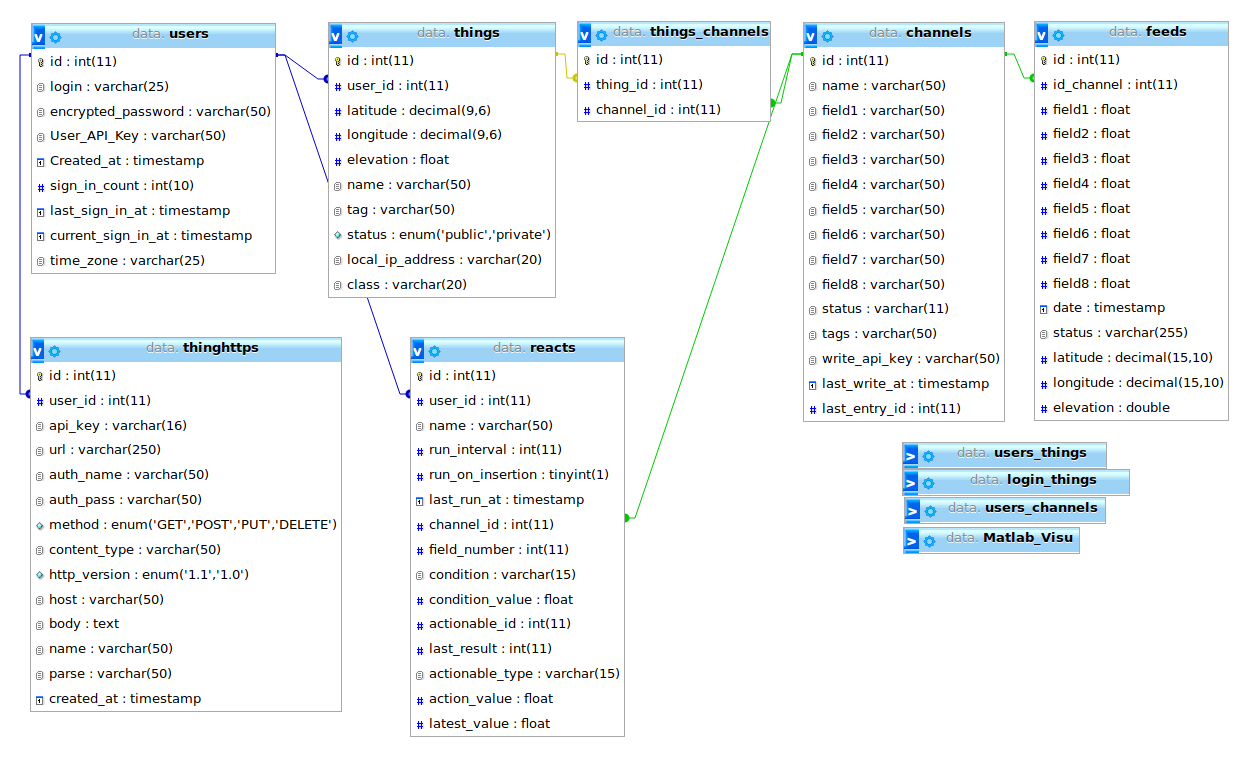 data. users
id : int(11)
login : varchar(25)
encrypted_password : varchar(50)
User_API_Key : varchar(50)
Created_at : timestamp
sign_in_count : int(10)
last_sign_in_at : timestamp
current_sign_in_at : timestamp
time_zone : varchar(25)
data. things
id : int(11)
user_id : int(11)
latitude : decimal(9,6)
longitude : decimal(9,6)
elevation : float
name : varchar(50)
tag : varchar(50)
status : enum('public','private')
local_ip_address : varchar(20)
class : varchar(20)
data. things_channels
id : int(11)
thing_id : int(11)
channel_id : int(11)
data. channels
id : int(11)
name : varchar(50)
field1 : varchar(50)
field2 : varchar(50)
field3 : varchar(50)
field4 : varchar(50)
field5 : varchar(50)
field6 : varchar(50)
field7 : varchar(50)
field8 : varchar(50)
status : varchar(11)
tags : varchar(50)
write_api_key : varchar(50)
last_write_at : timestamp
last_entry_id : int(11)
data. feeds
id : int(11)
id_channel : int(11)
field1 : float
field2 : float
field3 : float
field4 : float
field5 : float
field6 : float
field7 : float
field8 : float
date : timestamp
status : varchar(255)
latitude : decimal(15,10)
longitude : decimal(15,10)
elevation : double
data. thinghttps
id : int(11)
user_id : int(11)
api_key : varchar(16)
url : varchar(250)
auth_name : varchar(50)
auth_pass : varchar(50)
method : enum('GET','POST','PUT','DELETE')
content_type : varchar(50)
http_version : enum('1.1','1.0')
host : varchar(50)
body : text
name : varchar(50)
parse : varchar(50)
created_at : timestamp
data. reacts
id : int(11)
user_id : int(11)
name : varchar(50)
run_interval : int(11)
run_on_insertion : tinyint(1)
last_run_at : timestamp
channel_id : int(11)
field_number : int(11)
condition : varchar(15)
condition_value : float
actionable_id : int(11)
last_result : int(11)
actionable_type : varchar(15)
action_value : float
latest_value : float
data. users_things
data. login_things
data. users_channels
data. Matlab_Visu